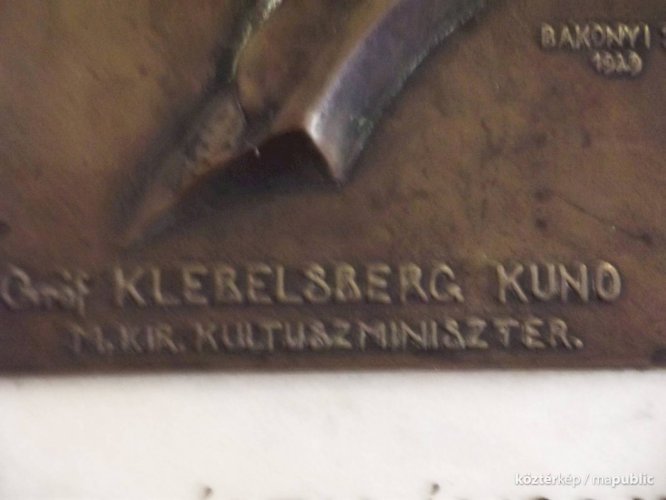 BAKONYI
1929
Gróf KLEBELSBERG KUNO
M. KIR. KULTUSZMINISZTER.
köztérkép / mapublic